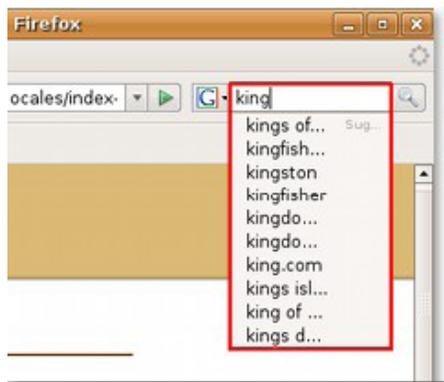 Firefox
ocales/index-
G king
kings of... Sug...
kingfish...
kingston
kingfisher
kingdo...
kingdo...
king.com
kings isl...
king of ...
kings d...